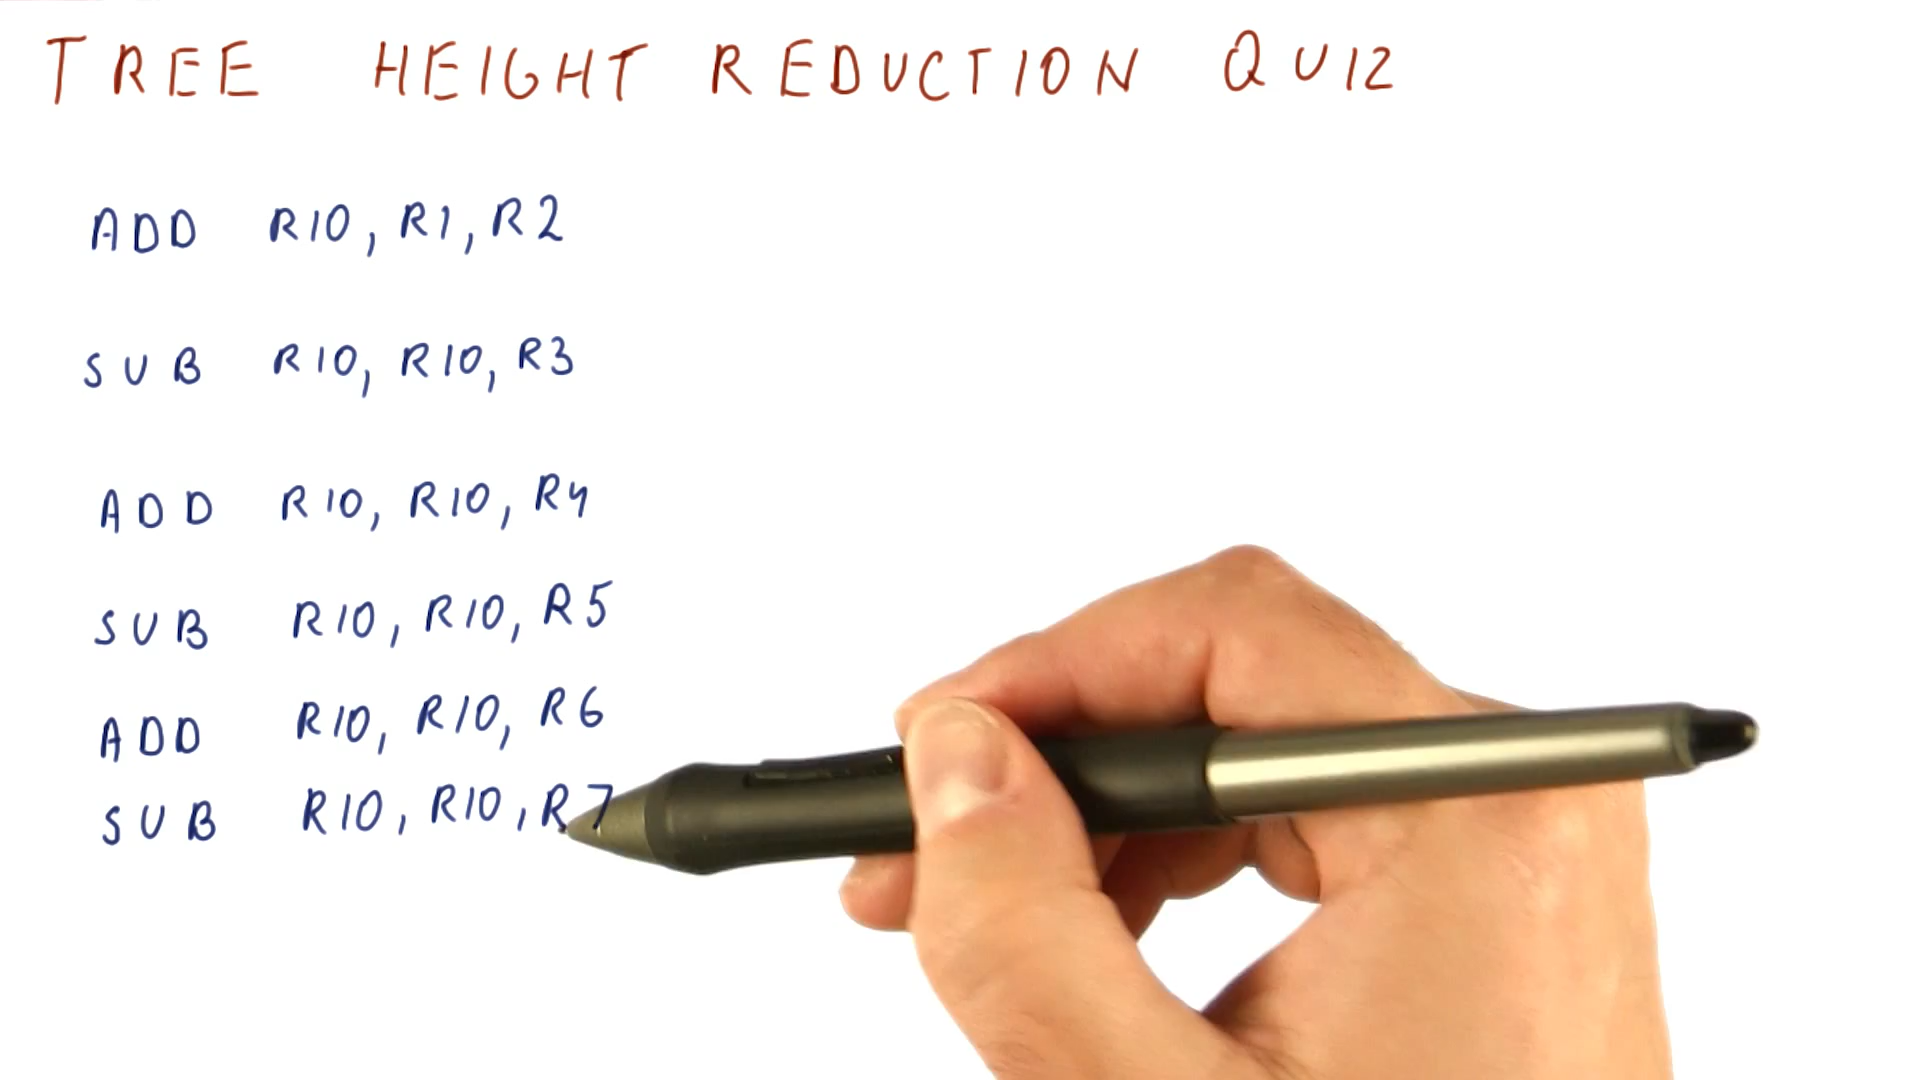 TREE HEIGHT REDUCTION QUIZ
ADD R10, R1, R2
SUB R10, R10, R3
ADD R10, R10, R4
SUB R10, R10, R5
ADD R10, R10, R6
SUB R10, R10, R7